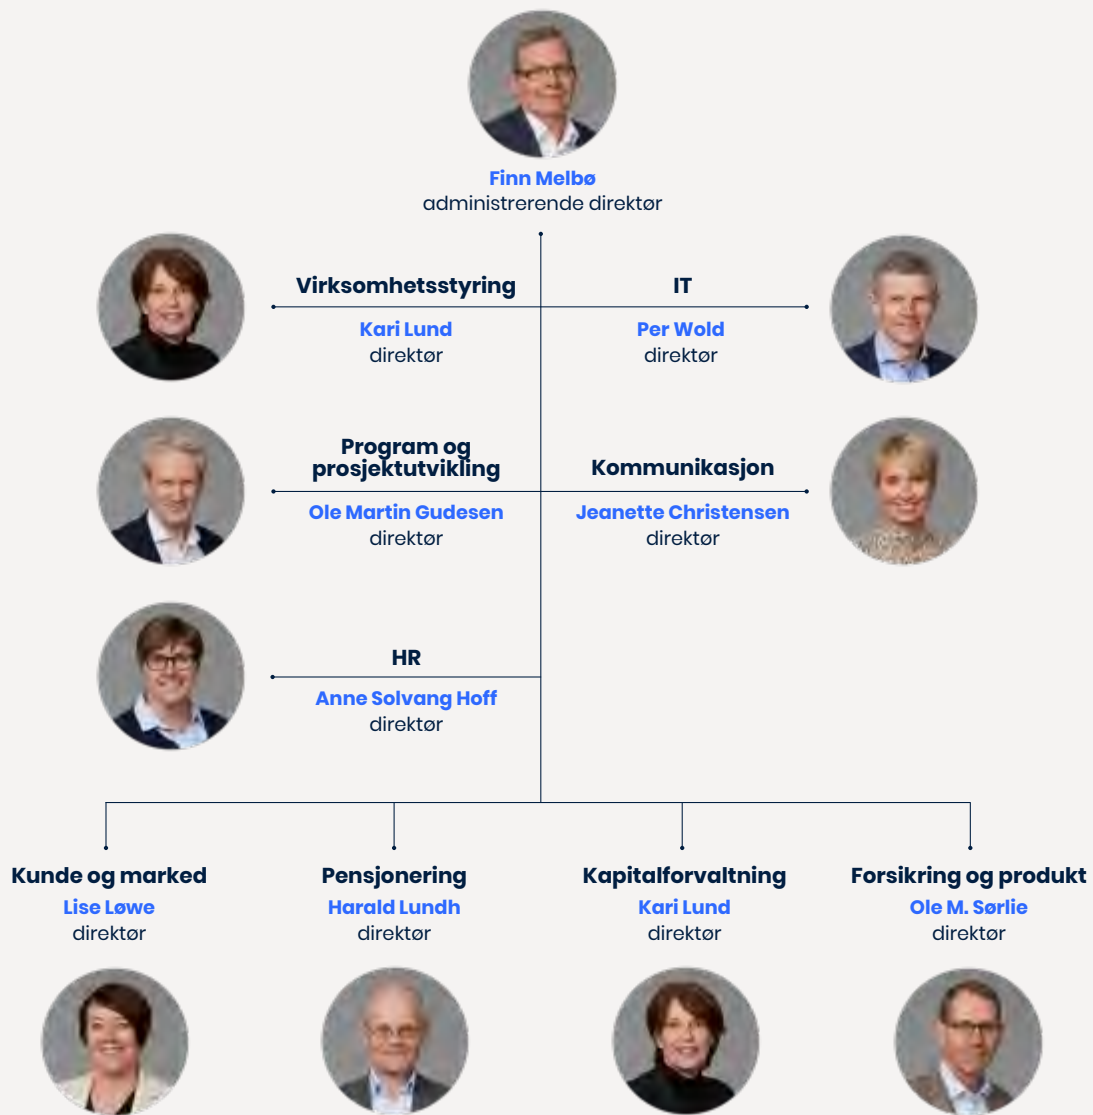 Finn Melbø
administrerende direktør
Virksomhetsstyring
Kari Lund
direktør
IT
Per Wold
direktør
Program og
prosjektutvikling
Ole Martin Gudesen
direktør
Kommunikasjon
Jeanette Christensen
direktør
HR
Anne Solvang Hoff
direktør
Kunde og marked
Lise Løwe
direktør
Pensjonering
Harald Lundh
direktør
Kapitalforvaltning
Kari Lund
direktør
Forsikring og produkt
Ole M. Sørlie
direktør